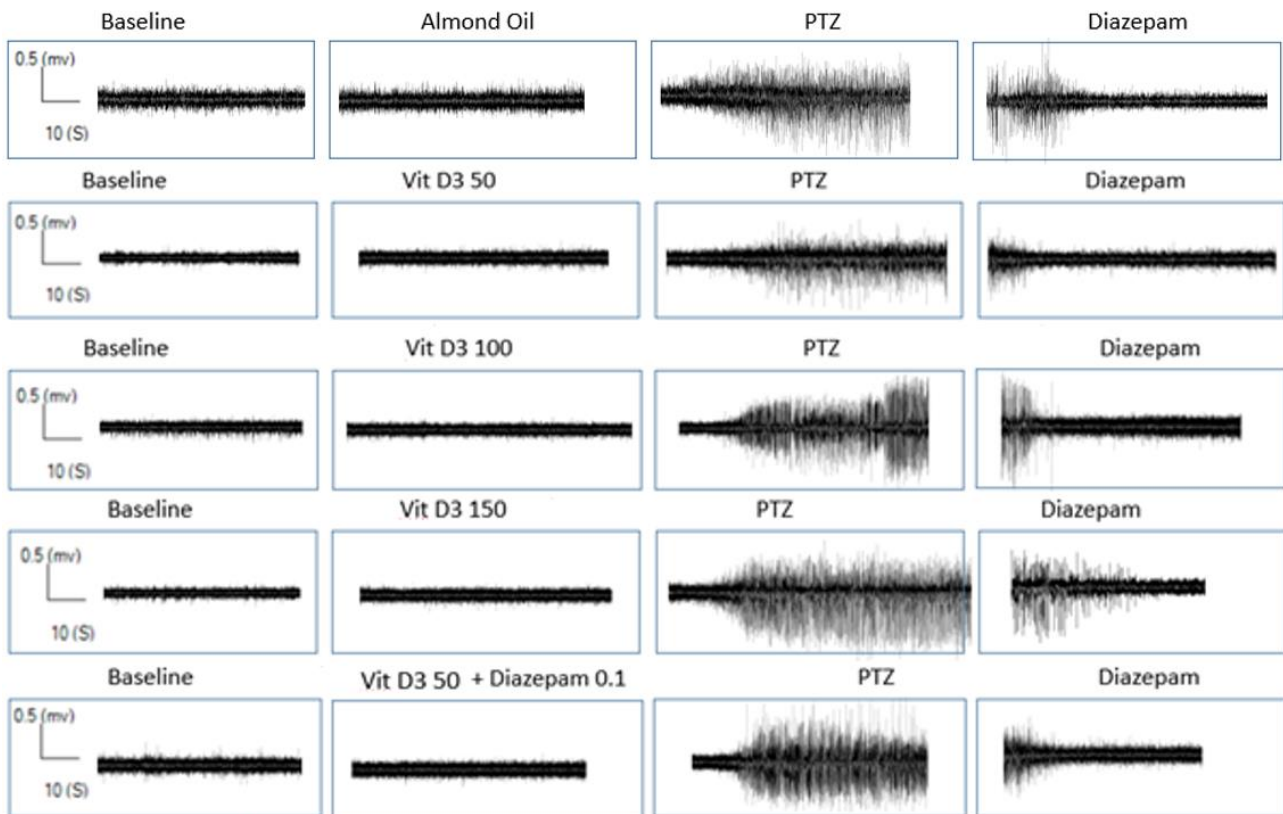 Baseline Almond Oil PTZ Diazepam
0.5 (mv)
10 (S)
Baseline Vit D3 50 PTZ Diazepam
0.5 (mv)
10 (S)
Baseline Vit D3 100 PTZ Diazepam
0.5 (mv)
10 (S)
Baseline Vit D3 150 PTZ Diazepam
0.5 (mv)
10 (S)
Baseline Vit D3 50 + Diazepam 0.1 PTZ Diazepam
0.5 (mv)
10 (S)